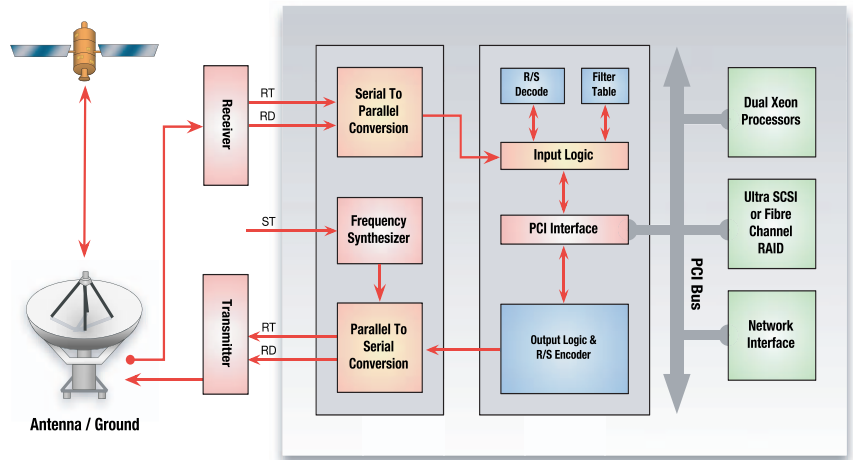 Antenna / Ground
Receiver
RT
RD
ST
Transmitter
RT
RD
Serial To
Parallel
Conversion
Frequency
Synthesizer
Parallel To
Serial
Conversion
R/S
Decode
Filter
Table
Input Logic
PCI Interface
Output Logic &
R/S Encoder
PCI Bus
Dual Xeon
Processors
Ultra SCSI
or Fibre
Channel
RAID
Network
Interface